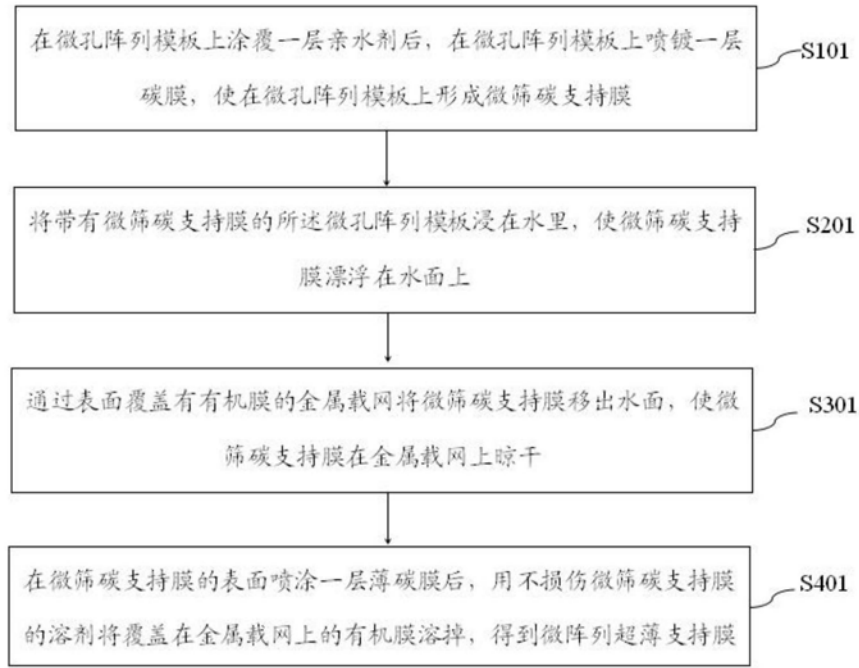 在微孔阵列模板上涂覆一层亲水剂后，在微孔阵列模板上喷镀一层
碳膜，使在微孔阵列模板上形成微筛碳支持膜
S101
将带有微筛碳支持膜的所述微孔阵列模板浸在水里，使微筛碳支持
膜漂浮在水面上
S201
通过表面覆盖有有机膜的金属载网将微筛碳支持膜移出水面，使微
筛碳支持膜在金属载网上晾干
S301
在微筛碳支持膜的表面喷涂一层薄碳膜后，用不损伤微筛碳支持膜
的溶剂将覆盖在金属载网上的有机膜溶掉，得到微阵列超薄支持膜
S401